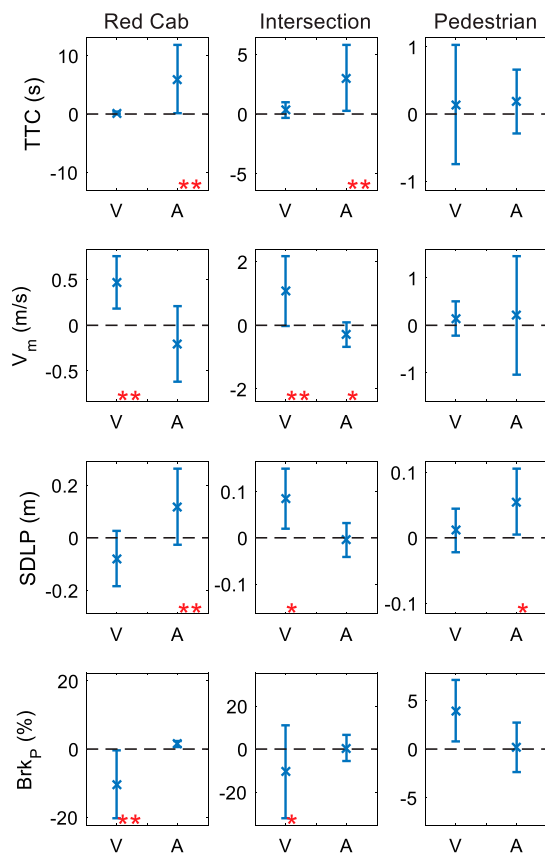 Red Cab Intersection Pedestrian
TTC (s)
10 0 -10
5 0 -5
1 0 -1
** **
V A V A V A
V_m (m/s)
0.5 0 -0.5
2 0 -2
1 0 -1
** ** *
V A V A V A
SDLP (m)
0.2 0 -0.2
0.1 0 -0.1
0.1 0 -0.1
** * *
V A V A V A
Brk_P (%)
20 0 -20
20 0 -20
5 0 -5
** *
V A V A V A